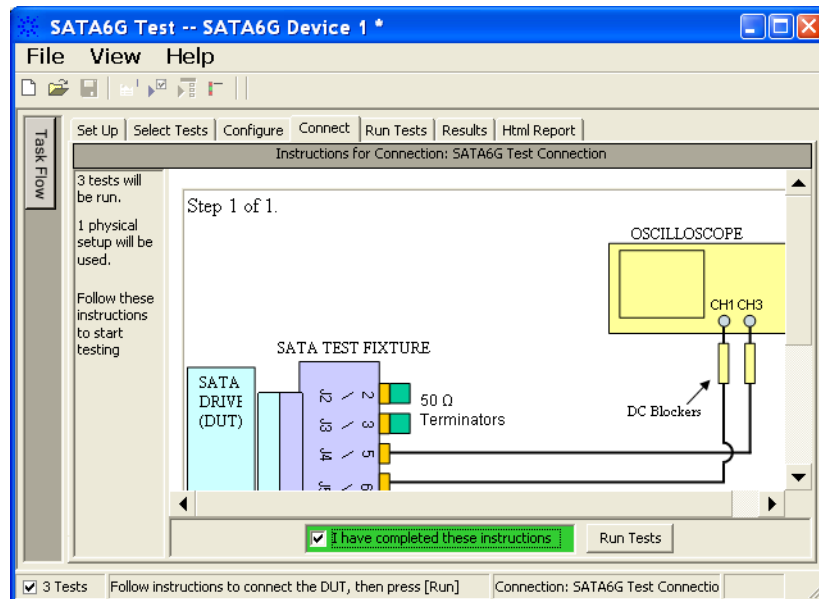 SATA6G Test -- SATA6G Device 1 *
File View Help
Task Flow
Set Up Select Tests Configure Connect Run Tests Results Html Report
Instructions for Connection: SATA6G Test Connection
3 tests will
be run.
1 physical
setup will be
used.
Follow these
instructions
to start
testing
Step 1 of 1.
OSCILLOSCOPE
CH1 CH3
SATA TEST FIXTURE
SATA
DRIVE
(DUT)
J2 / 2
J3 / 3
J4 / 5
J5 / 6
50 Ω
Terminators
DC Blockers
I have completed these instructions
Run Tests
3 Tests
Follow instructions to connect the DUT, then press [Run]
Connection: SATA6G Test Connectio